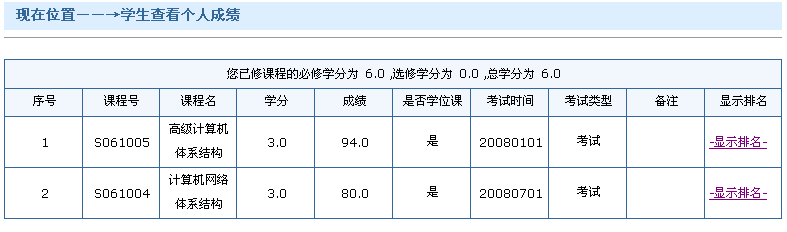 现在位置－－→学生查看个人成绩
您已修课程的必修学分为 6.0 ,选修学分为 0.0 ,总学分为 6.0
序号 课程号 课程名 学分 成绩 是否学位课 考试时间 考试类型 备注 显示排名
1 S061005 高级计算机体系结构 3.0 94.0 是 20080101 考试 -显示排名-
2 S061004 计算机网络体系结构 3.0 80.0 是 20080701 考试 -显示排名-